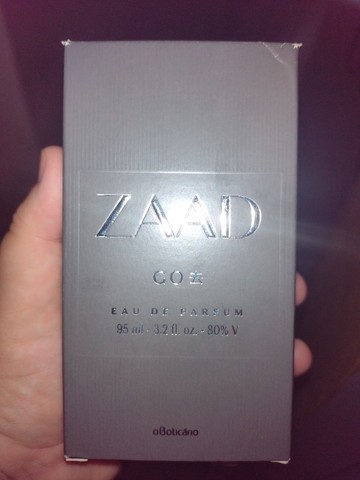 ZAAD
GO
EAU DE PARFUM
95 ml - 3.2 fl. oz. - 80% V
oBoticário